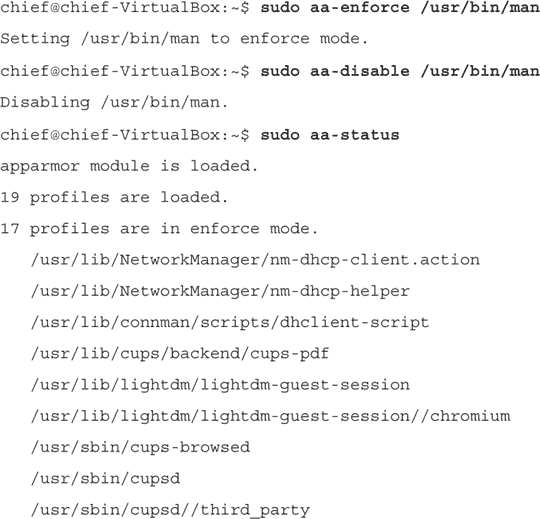 chief@chief-VirtualBox:~$ sudo aa-enforce /usr/bin/man
Setting /usr/bin/man to enforce mode.
chief@chief-VirtualBox:~$ sudo aa-disable /usr/bin/man
Disabling /usr/bin/man.
chief@chief-VirtualBox:~$ sudo aa-status
apparmor module is loaded.
19 profiles are loaded.
17 profiles are in enforce mode.
/usr/lib/NetworkManager/nm-dhcp-client.action
/usr/lib/NetworkManager/nm-dhcp-helper
/usr/lib/connman/scripts/dhclient-script
/usr/lib/cups/backend/cups-pdf
/usr/lib/lightdm/lightdm-guest-session
/usr/lib/lightdm/lightdm-guest-session//chromium
/usr/sbin/cups-browsed
/usr/sbin/cupsd
/usr/sbin/cupsd//third_party